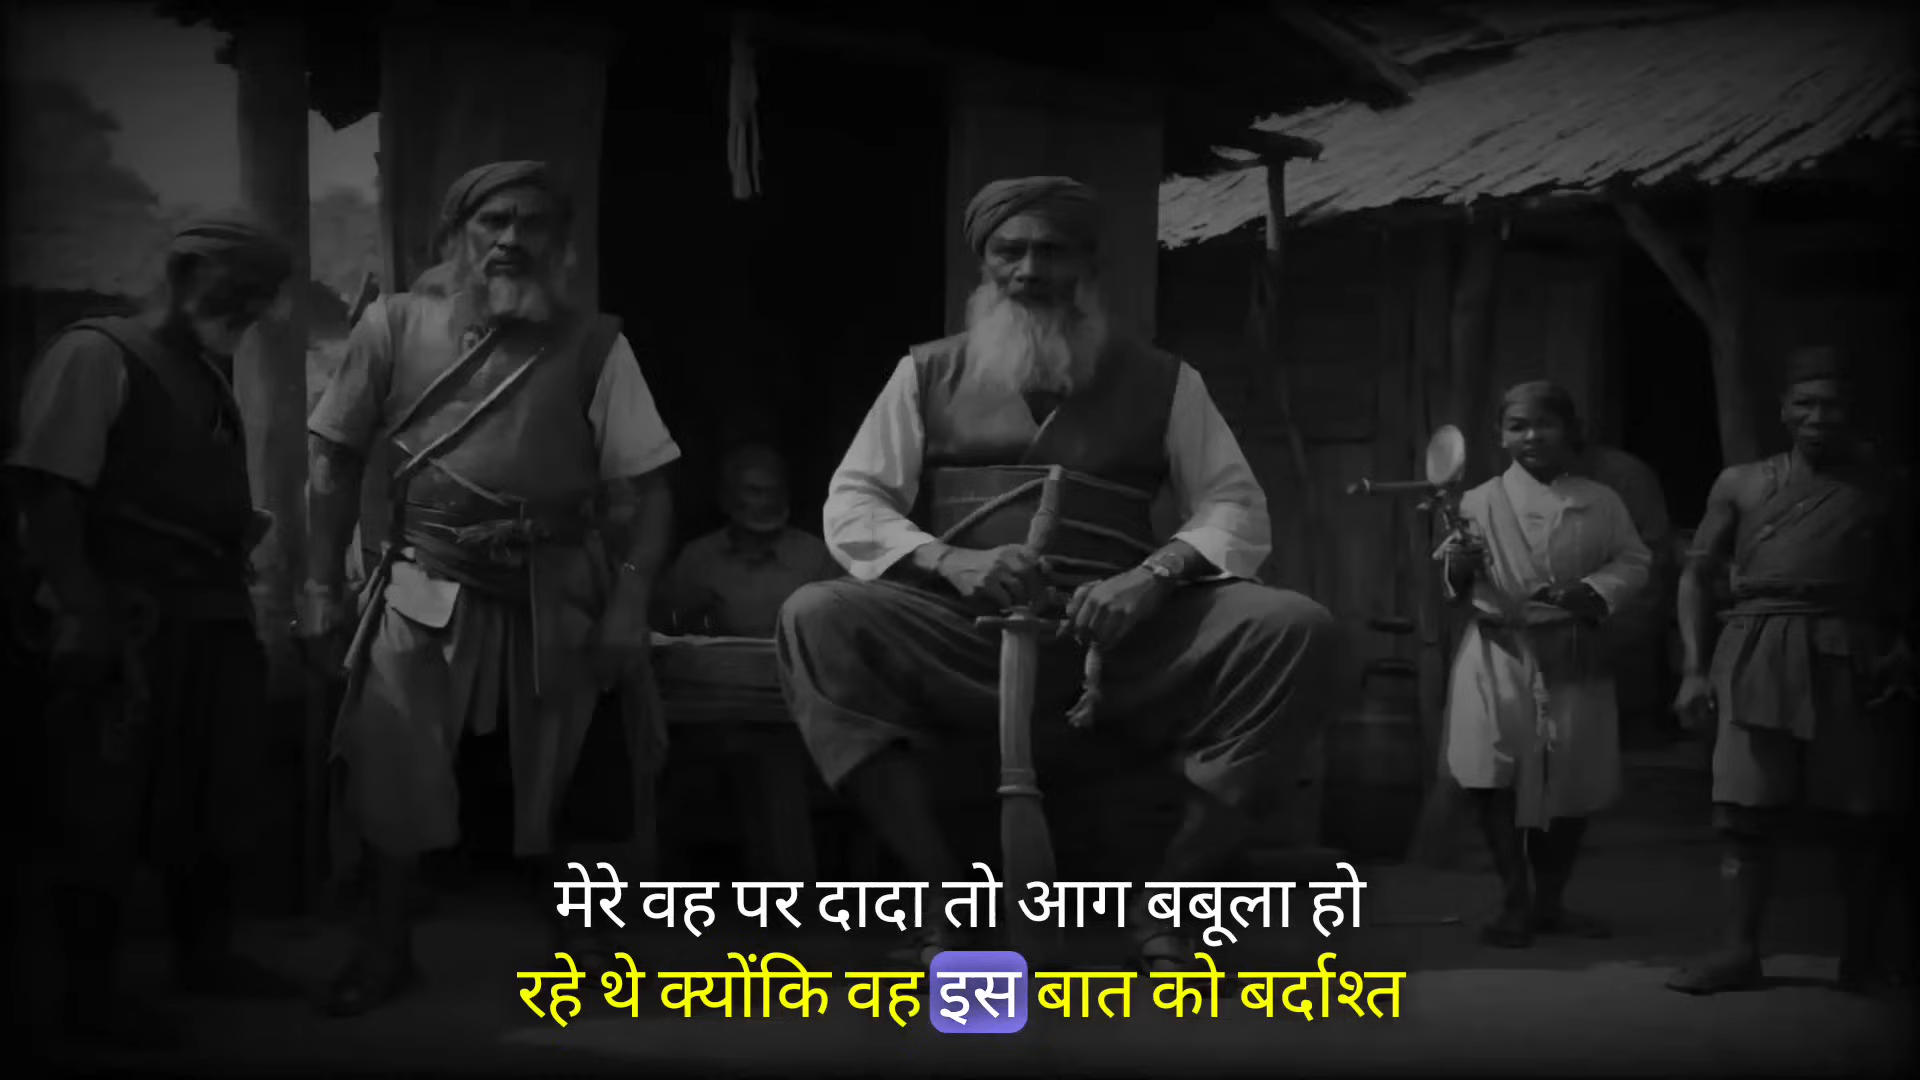 मेरे वह पर दादा तो आग बबूला हो
रहे थे क्योंकि वह इस बात को बर्दाश्त